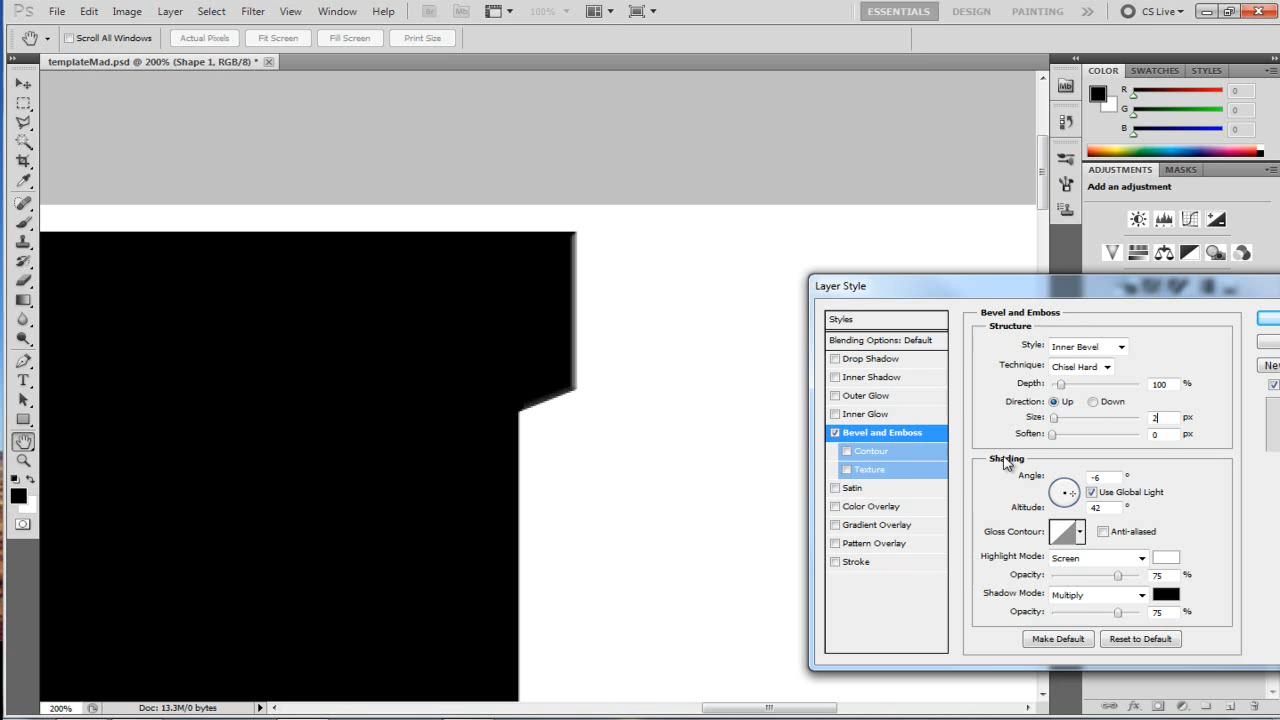 Ps File Edit Image Layer Select Filter View Window Help Br Mb 100% ESSENTIALS DESIGN PAINTING CS Live
Scroll All Windows Actual Pixels Fit Screen Fill Screen Print Size
templateMad.psd @ 200% (Shape 1, RGB/8) *
COLOR SWATCHES STYLES
Mb
R 0
G 0
B 0
ADJUSTMENTS MASKS
Add an adjustment
Layer Style
Styles
Blending Options: Default
Drop Shadow
Inner Shadow
Outer Glow
Inner Glow
Bevel and Emboss
Contour
Texture
Satin
Color Overlay
Gradient Overlay
Pattern Overlay
Stroke
Bevel and Emboss
Structure
Style: Inner Bevel
Technique: Chisel Hard
Depth: 100 %
Direction: Up Down
Size: 2 px
Soften: 0 px
Shading
Angle: -6 °
Use Global Light
Altitude: 42 °
Gloss Contour: Anti-aliased
Highlight Mode: Screen
Opacity: 75 %
Shadow Mode: Multiply
Opacity: 75 %
Make Default Reset to Default
T
200% Doc: 13.3M/0 bytes
fx